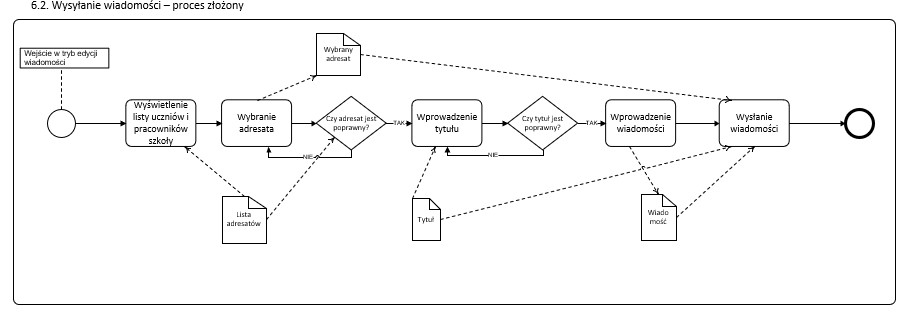 6.2. Wysyłanie wiadomości – proces złożony
Wejście w tryb edycji
wiadomości
Wybrany
adresat
Wyświetlenie
listy uczniów i
pracowników
szkoły
Wybranie
adresata
Czy adresat jest
poprawny?
TAK
NIE
Wprowadzenie
tytułu
Czy tytuł jest
poprawny?
TAK
NIE
Wprowadzenie
wiadomości
Wysłanie
wiadomości
Lista
adresatów
Tytuł
Wiado
mość